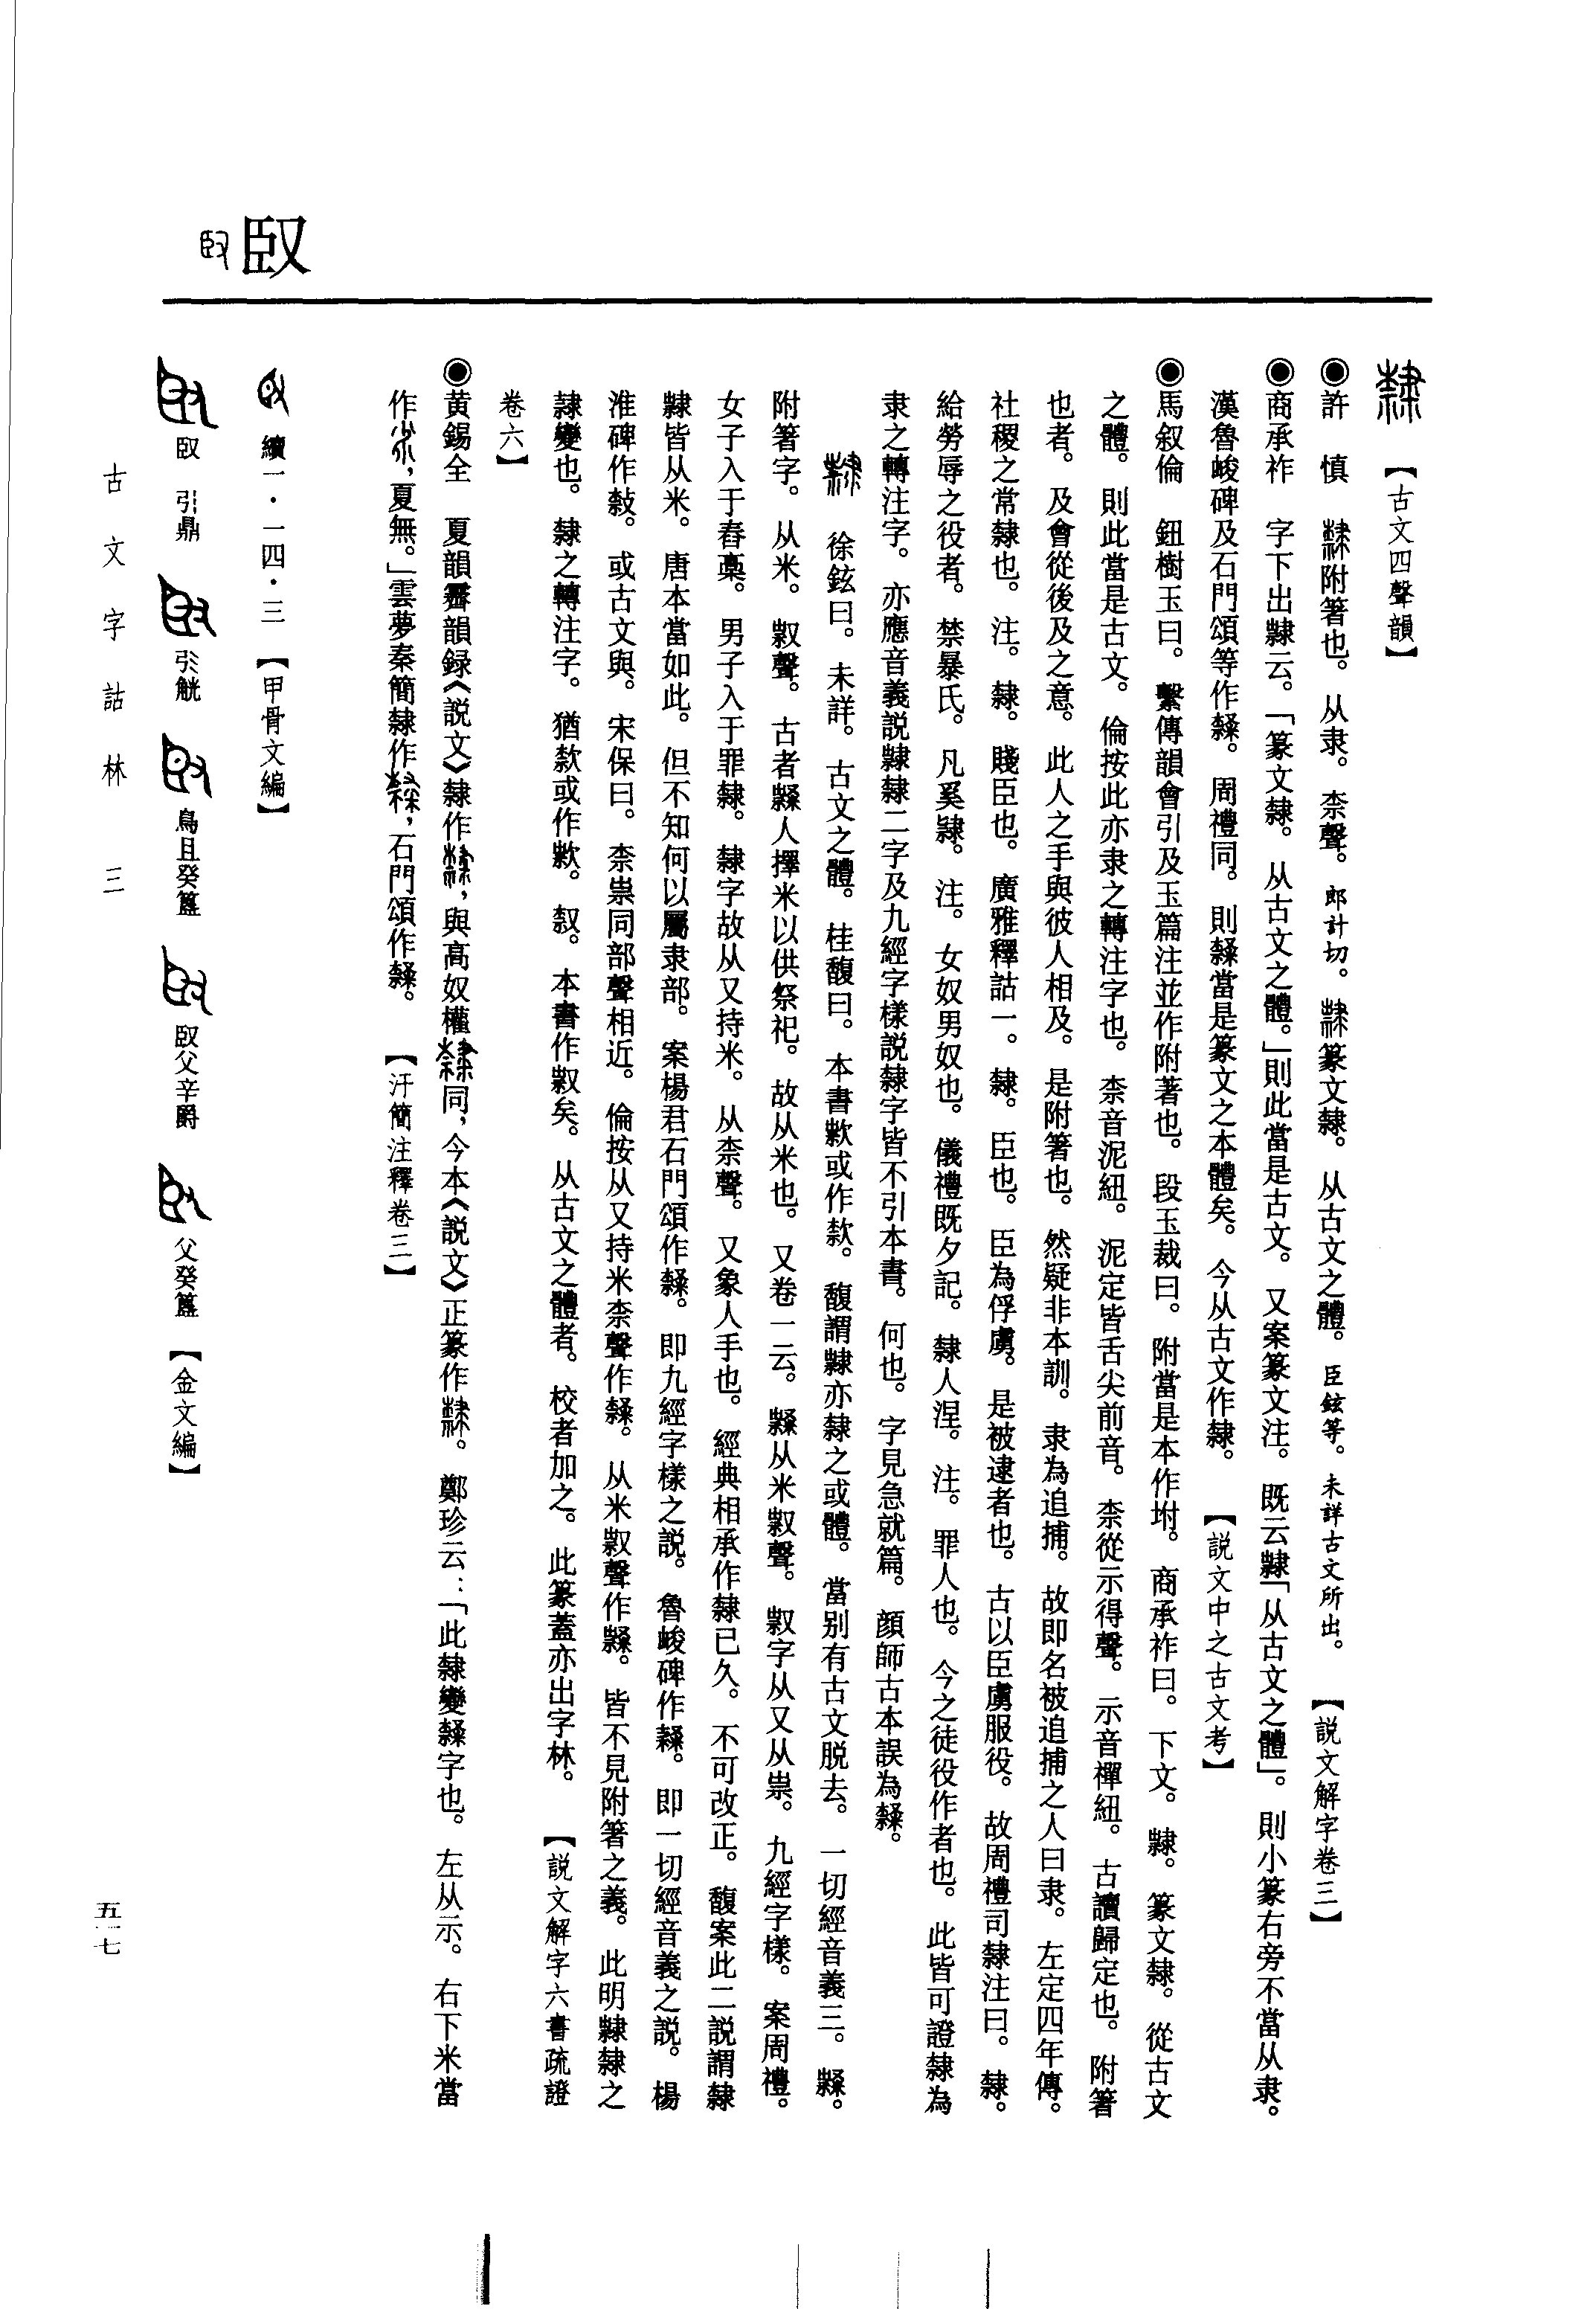 臤
【古文四聲韻】
◉許　慎　𨽻附箸也。从隶。柰聲。郎計切。𨽻篆文隸。从古文之體。臣鉉等。未詳古文所出。【説文解字卷三】
◉商承祚　字下出隸云。「篆文隸。从古文之體。」則此當是古文。又案篆文注。既云隸「从古文之體」。則小篆右旁不當从隶。
漢魯峻碑及石門頌等作𨽻。周禮同。則𨽻當是篆文之本體矣。今从古文作隸。【説文中之古文考】
◉馬叙倫　鈕樹玉曰。繫傳韻會引及玉篇注並作附著也。段玉裁曰。附當是本作坿。商承祚曰。下文。隸。篆文隸。從古文
之體。則此當是古文。倫按此亦隶之轉注字也。柰音泥紐。泥定皆舌尖前音。柰從示得聲。示音襌紐。古讀歸定也。附箸
也者。及會從後及之意。此人之手與彼人相及。是附箸也。然疑非本訓。隶為追捕。故即名被追捕之人曰隶。左定四年傳。
社稷之常隸也。注。隸。賤臣也。廣雅釋詁一。隸。臣也。臣為俘虜。是被逮者也。古以臣虜服役。故周禮司隸注曰。隸。
給勞辱之役者。禁暴氏。凡奚隸。注。女奴男奴也。儀禮既夕記。隸人涅。注。罪人也。今之徒役作者也。此皆可證隸為
隶之轉注字。亦應音義説隸隸二字及九經字樣説隸字皆不引本書。何也。字見急就篇。顔師古本誤為𨽻。
徐鉉曰。未詳。古文之體。桂馥曰。本書欶或作款。馥謂隸亦隸之或體。當别有古文脱去。一切經音義三。𨽻。
附箸字。从米。㱁聲。古者𨽻人擇米以供祭祀。故从米也。又卷一云。𨽻从米㱁聲。㱁字从又从祟。九經字樣。案周禮。
女子入于舂稾。男子入于罪隸。隸字故从又持米。从柰聲。又象人手也。經典相承作隸已久。不可改正。馥案此二説謂隸
隸皆从米。唐本當如此。但不知何以屬隶部。案楊君石門頌作𨽻。即九經字樣之説。魯峻碑作𨽻。即一切經音義之説。楊
淮碑作㪍。或古文與。宋保曰。柰祟同部聲相近。倫按从又持米柰聲作𨽻。从米㱁聲作𨽻。皆不見附箸之義。此明隸隸之
隸變也。隸之轉注字。猶款或作欶。㪍。本書作㱁矣。从古文之體者。校者加之。此篆蓋亦出字林。【説文解字六書疏證
卷六】
◉黄錫全　夏韻霽韻録《説文》隸作，與高奴權同，今本《説文》正篆作隸。鄭珍云：「此隸變𨽻字也。左从示。右下米當
作，夏無。」雲夢秦簡隸作，石門頌作𨽻。【汗簡注釋卷三】
續一・一四・三【甲骨文編】
臤　引鼎　引觥　鳥且癸簋　臤父辛爵　父癸簋【金文編】
古文字詁林　三
五一七